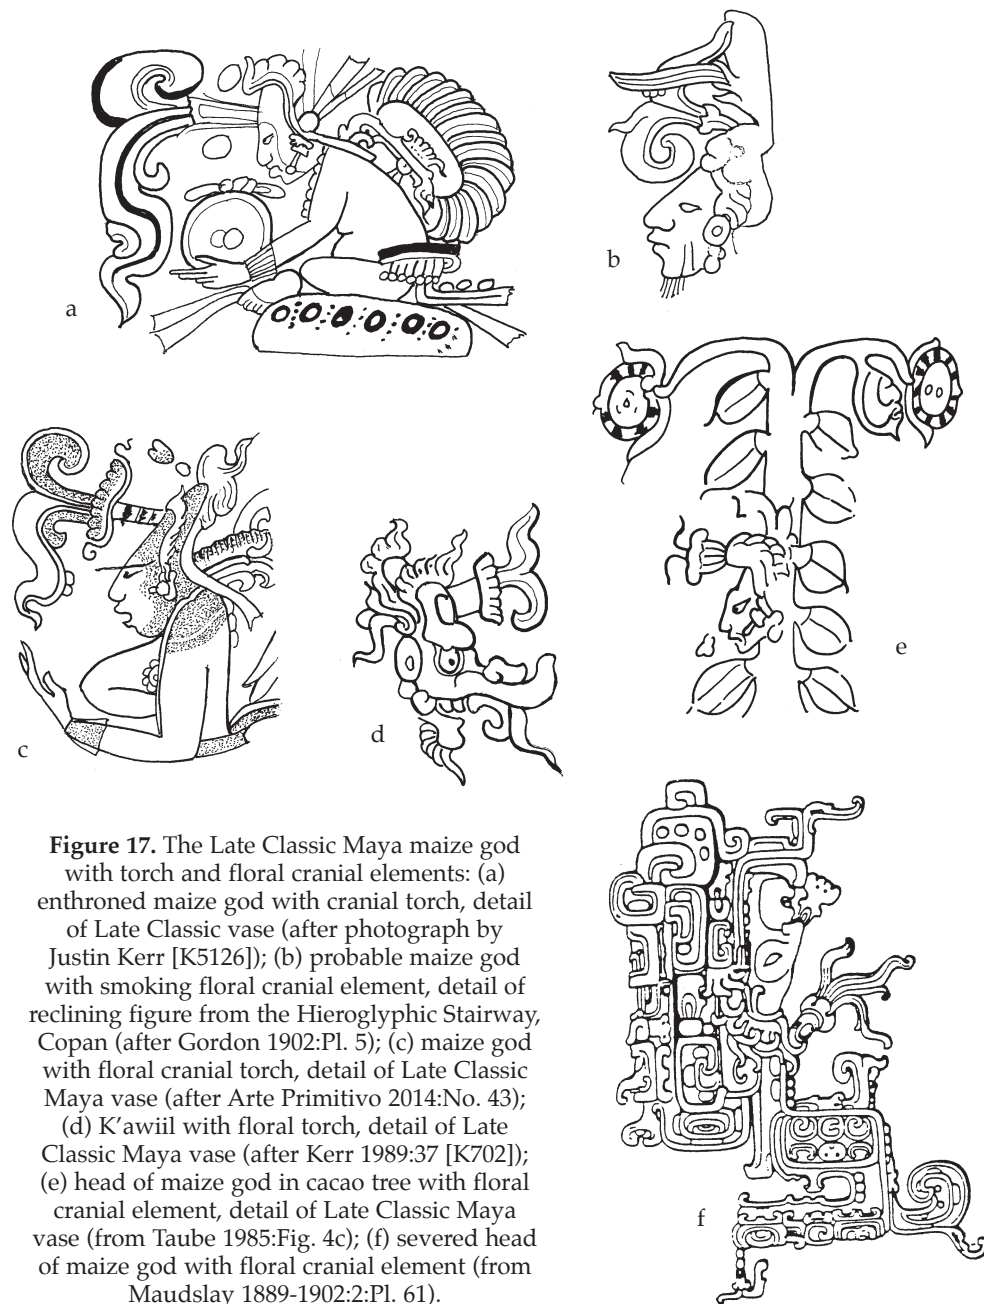 a
b
c
d
e
f
Figure 17. The Late Classic Maya maize god
with torch and floral cranial elements: (a)
enthroned maize god with cranial torch, detail
of Late Classic vase (after photograph by
Justin Kerr [K5126]); (b) probable maize god
with smoking floral cranial element, detail of
reclining figure from the Hieroglyphic Stairway,
Copan (after Gordon 1902:Pl. 5); (c) maize god
with floral cranial torch, detail of Late Classic
Maya vase (after Arte Primitivo 2014:No. 43);
(d) K’awiil with floral torch, detail of Late
Classic Maya vase (after Kerr 1989:37 [K702]);
(e) head of maize god in cacao tree with floral
cranial element, detail of Late Classic Maya
vase (from Taube 1985:Fig. 4c); (f) severed head
of maize god with floral cranial element (from
Maudslay 1889-1902:2:Pl. 61).